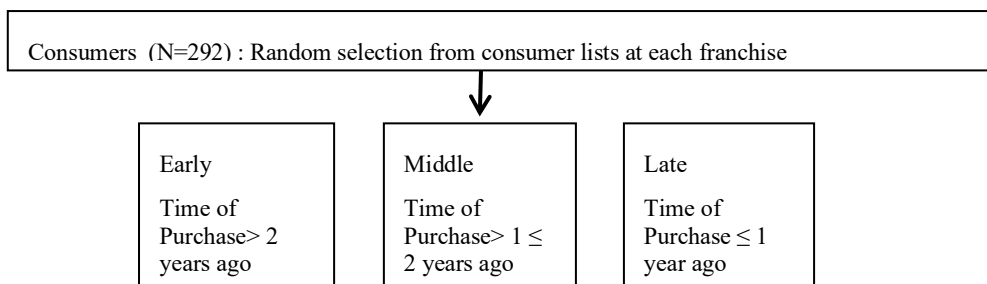 Consumers (N=292) : Random selection from consumer lists at each franchise
Early
Time of
Purchase> 2
years ago
Middle
Time of
Purchase> 1 ≤
2 years ago
Late
Time of
Purchase ≤ 1
year ago